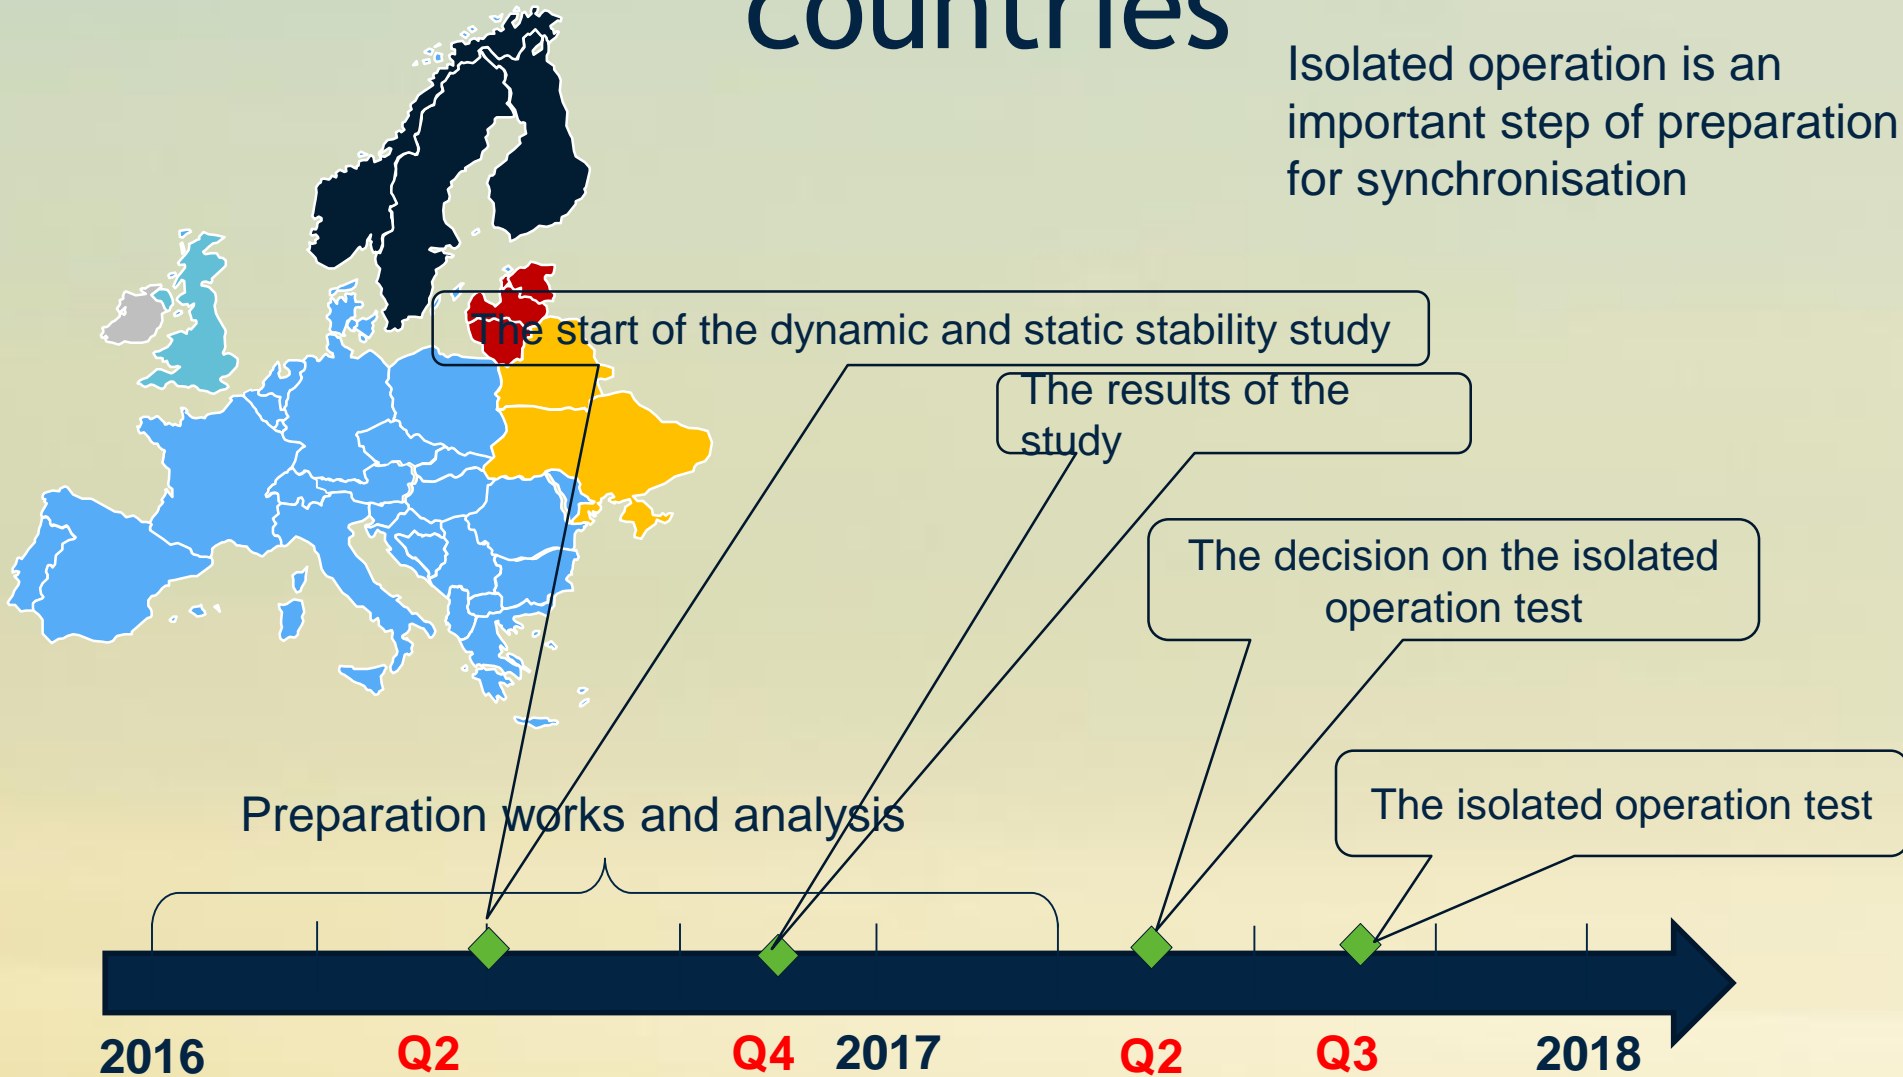 countries
Isolated operation is an
important step of preparation
for synchronisation
The start of the dynamic and static stability study
The results of the
study
The decision on the isolated
operation test
The isolated operation test
Preparation works and analysis
2016 Q2 Q4 2017 Q2 Q3 2018